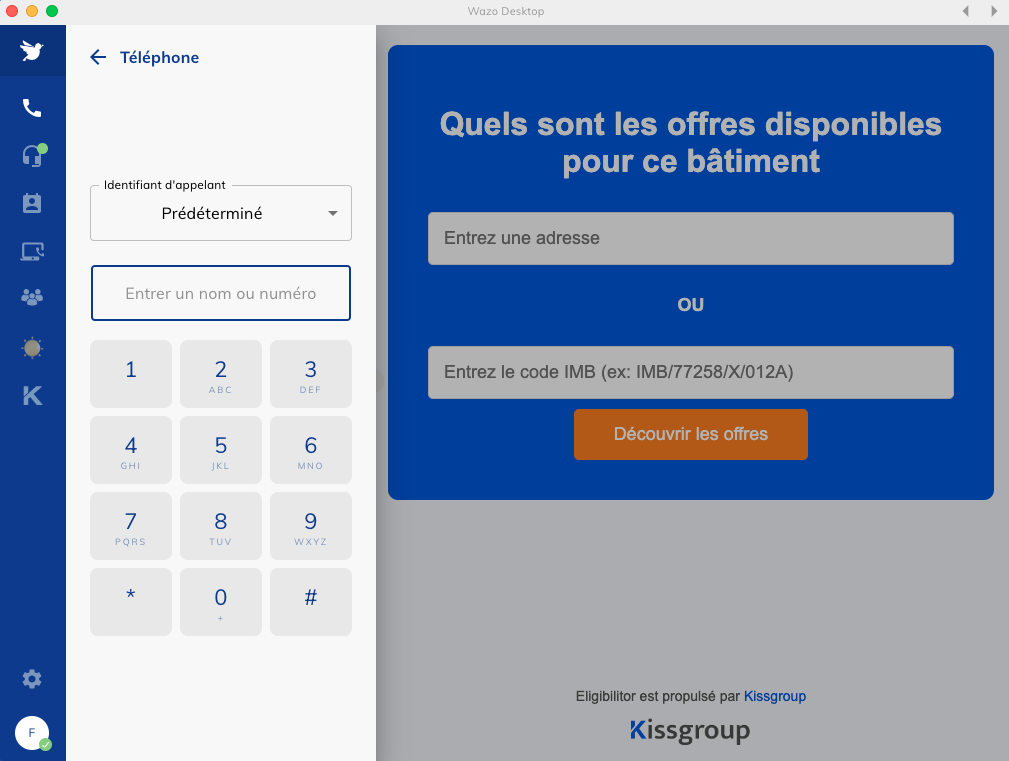 Wazo Desktop
Téléphone
Identifiant d'appelant
Prédéterminé
Entrer un nom ou numéro
1
2
ABC
3
DEF
4
GHI
5
JKL
6
MNO
7
PQRS
8
TUV
9
WXYZ
*
0
+
#
F
Quels sont les offres disponibles
pour ce bâtiment
Entrez une adresse
OU
Entrez le code IMB (ex: IMB/77258/X/012A)
Découvrir les offres
Eligibilitor est propulsé par Kissgroup
Kissgroup